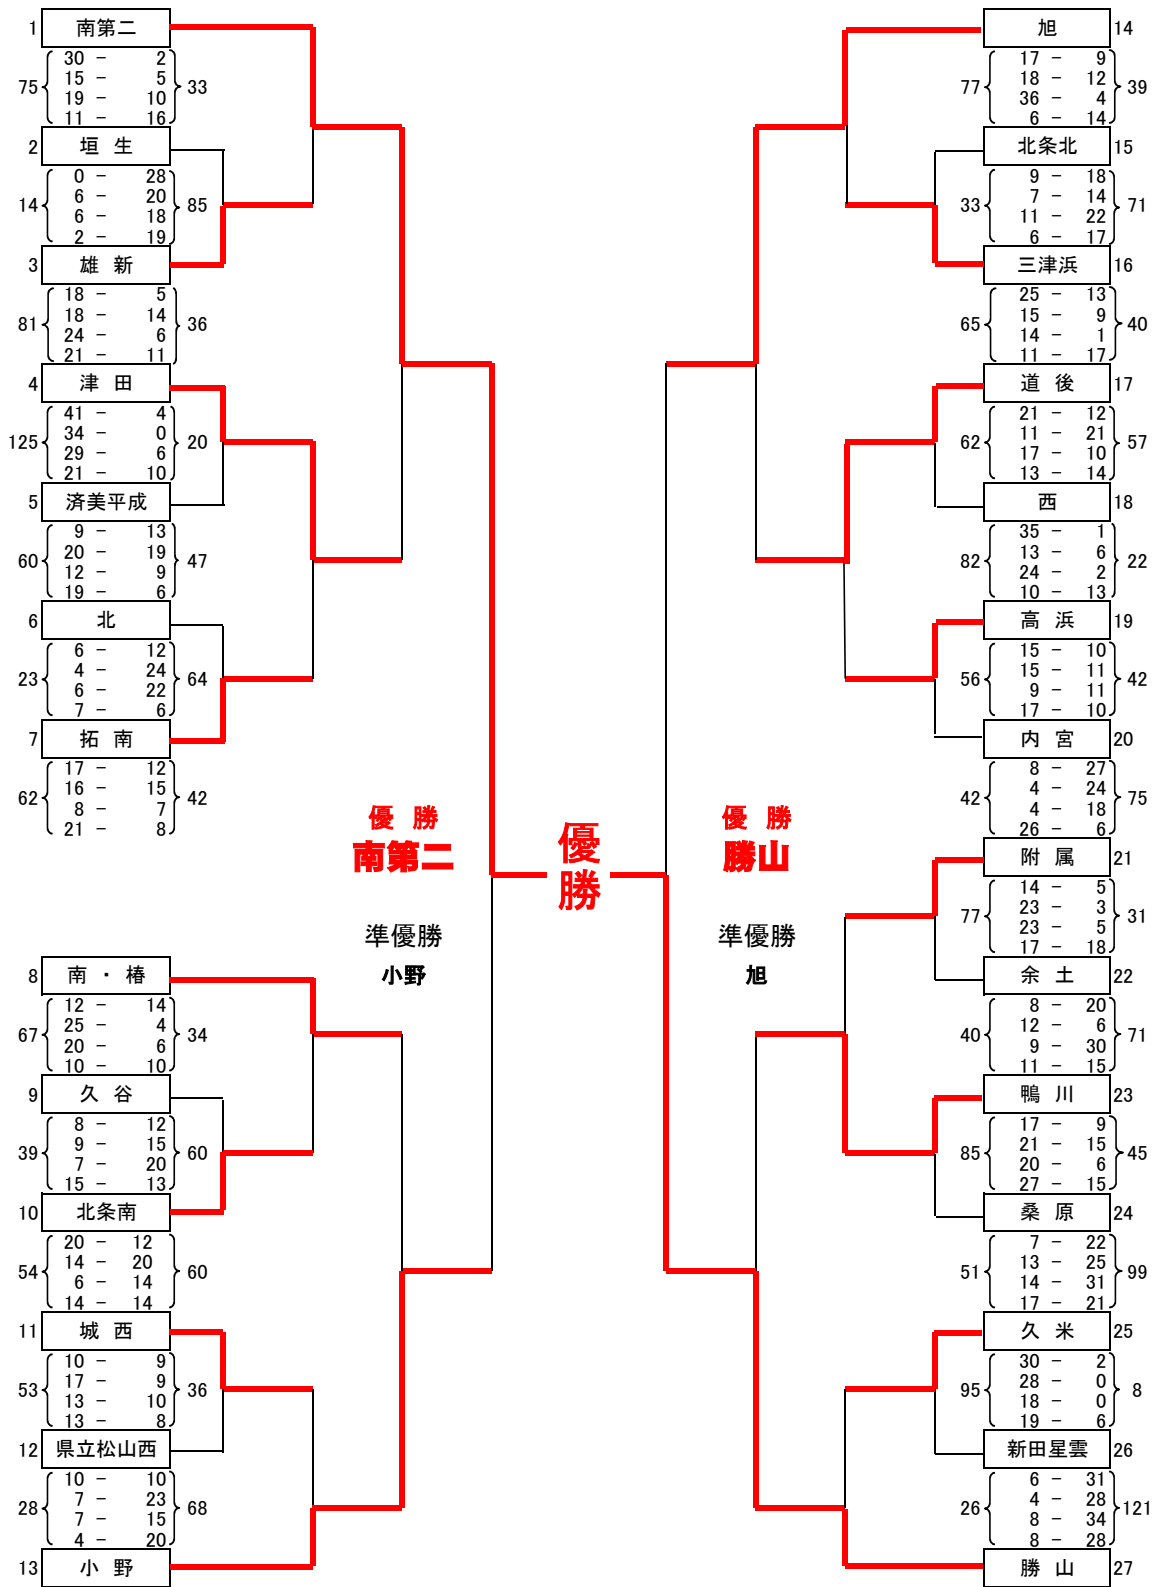 1 南第二
75 33
30 - 2
15 - 5
19 - 10
11 - 16
2 垣 生
14 85
0 - 28
6 - 20
6 - 18
2 - 19
3 雄 新
81 36
18 - 5
18 - 14
24 - 6
21 - 11
4 津 田
125 20
41 - 4
34 - 0
29 - 6
21 - 10
5 済美平成
60 47
9 - 13
20 - 19
12 - 9
19 - 6
6 北
23 64
6 - 12
4 - 24
6 - 22
7 - 6
7 拓 南
62 42
17 - 12
16 - 15
8 - 7
21 - 8
8 南 ・ 椿
67 34
12 - 14
25 - 4
20 - 6
10 - 10
9 久 谷
39 60
8 - 12
9 - 15
7 - 20
15 - 13
10 北条南
54 60
20 - 12
14 - 20
6 - 14
14 - 14
11 城 西
53 36
10 - 9
17 - 9
13 - 10
13 - 8
12 県立松山西
28 68
10 - 10
7 - 23
7 - 15
4 - 20
13 小 野
優 勝
南第二
準優勝
小野
優勝
優 勝
勝山
準優勝
旭
旭 14
77 39
17 - 9
18 - 12
36 - 4
6 - 14
北条北 15
33 71
9 - 18
7 - 14
11 - 22
6 - 17
三津浜 16
65 40
25 - 13
15 - 9
14 - 1
11 - 17
道 後 17
62 57
21 - 12
11 - 21
17 - 10
13 - 14
西 18
82 22
35 - 1
13 - 6
24 - 2
10 - 13
高 浜 19
56 42
15 - 10
15 - 11
9 - 11
17 - 10
内 宮 20
42 75
8 - 27
4 - 24
4 - 18
26 - 6
附 属 21
77 31
14 - 5
23 - 3
23 - 5
17 - 18
余 土 22
40 71
8 - 20
12 - 6
9 - 30
11 - 15
鴨 川 23
85 45
17 - 9
21 - 15
20 - 6
27 - 15
桑 原 24
51 99
7 - 22
13 - 25
14 - 31
17 - 21
久 米 25
95 8
30 - 2
28 - 0
18 - 0
19 - 6
新田星雲 26
26 121
6 - 31
4 - 28
8 - 34
8 - 28
勝 山 27